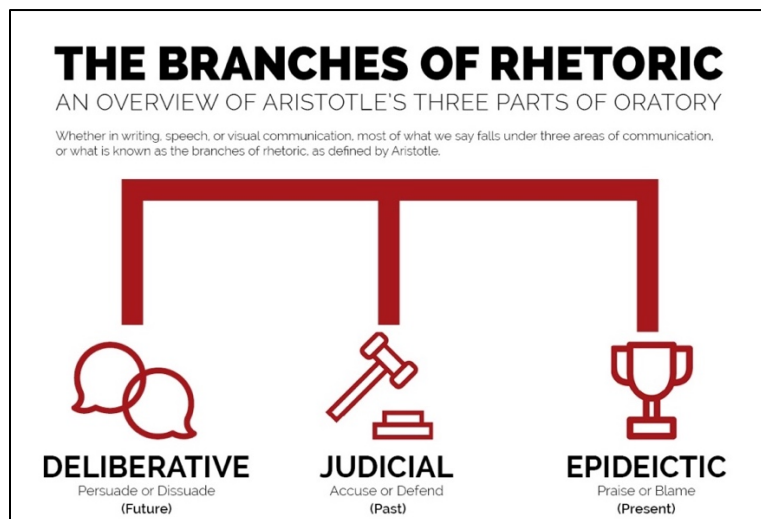 THE BRANCHES OF RHETORIC
AN OVERVIEW OF ARISTOTLE'S THREE PARTS OF ORATORY
Whether in writing, speech, or visual communication, most of what we say falls under three areas of communication,
or what is known as the branches of rhetoric, as defined by Aristotle.
DELIBERATIVE
Persuade or Dissuade
(Future)
JUDICIAL
Accuse or Defend
(Past)
EPIDEICTIC
Praise or Blame
(Present)